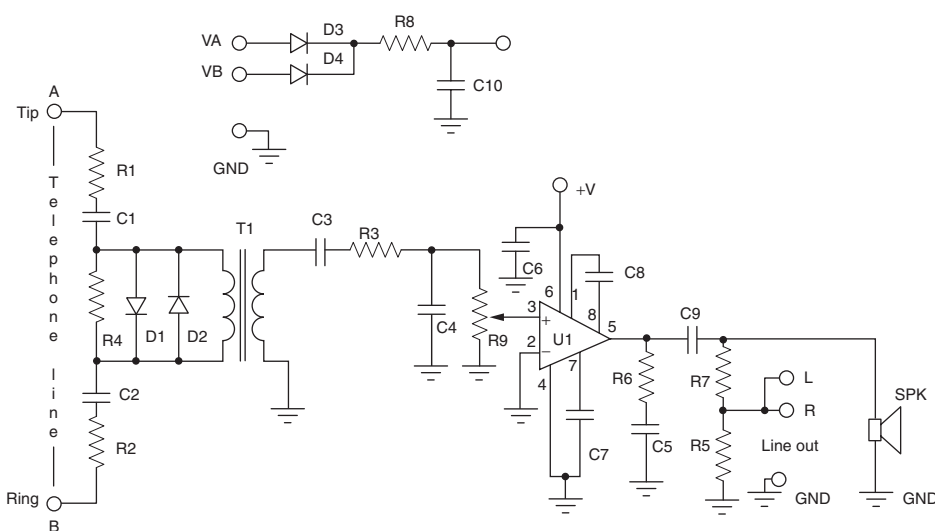 VA
D3
R8
VB
D4
C10
GND
A
Tip
R1
C1
Telephone line
R4
D1
D2
T1
C3
R3
C4
R9
C2
R2
Ring
B
+V
C6
C8
6
1
8
3
+
U1
5
2
−
7
4
C7
R6
C5
C9
R7
L
R
R5
Line out
GND
SPK
GND